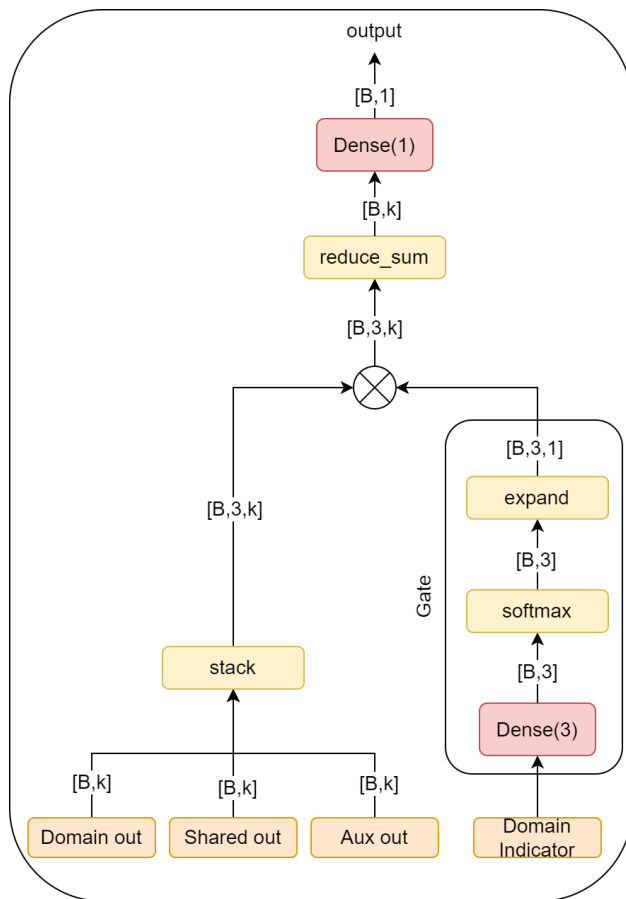 output
[B,1]
Dense(1)
[B,k]
reduce_sum
[B,3,k]
[B,3,1]
expand
[B,3,k]
[B,3]
Gate
softmax
stack
[B,3]
Dense(3)
[B,k]
[B,k]
[B,k]
Domain out
Shared out
Aux out
Domain
Indicator